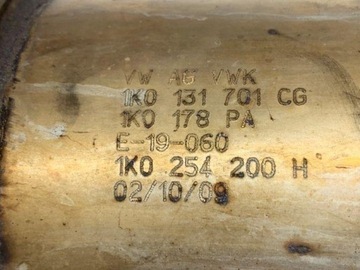 VW AG VWK
1K0 131 701 CG
1K0 178 PA
E-19-060
1K0 254 200 H
02/10/09